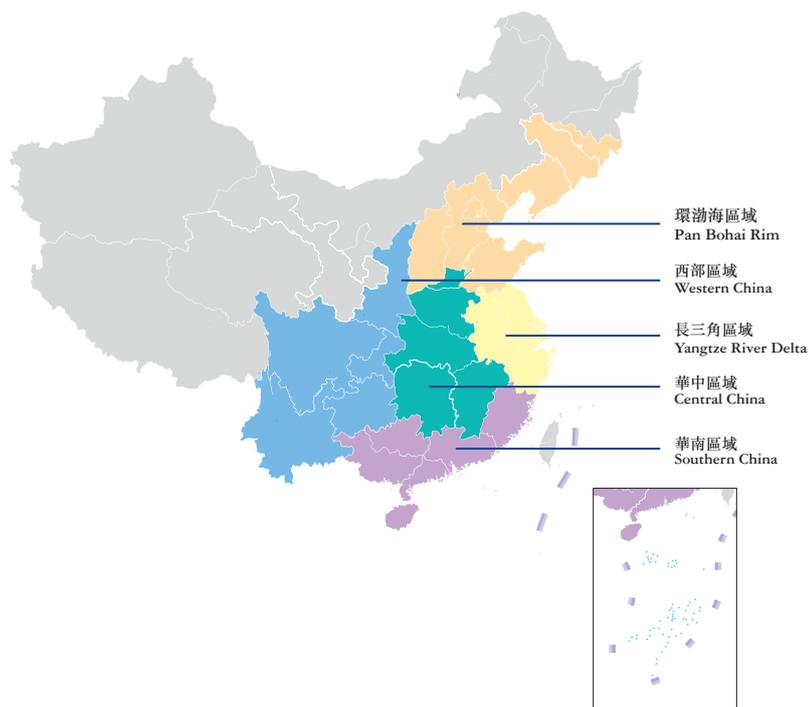 環渤海區域
Pan Bohai Rim
西部區域
Western China
長三角區域
Yangtze River Delta
華中區域
Central China
華南區域
Southern China